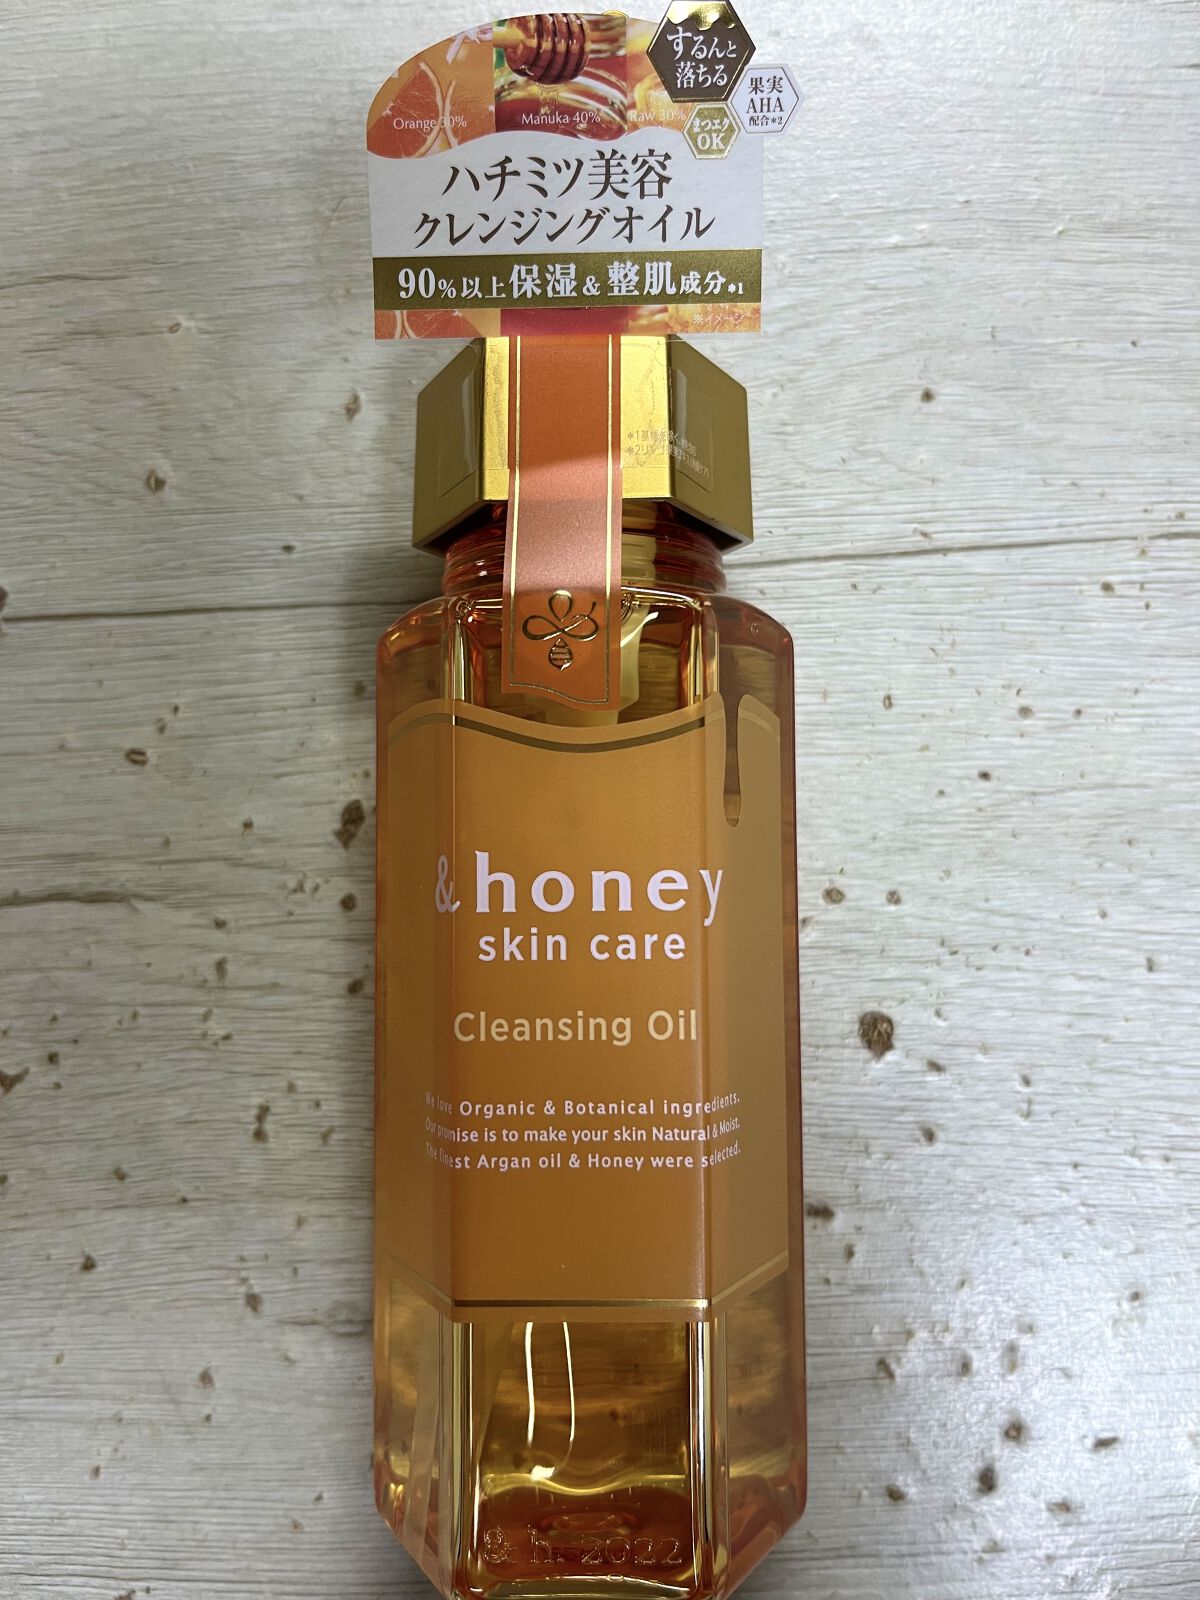 するんと
落ちる
果実
AHA
配合*2
まつエク
OK
Orange 30%
Manuka 40%
Raw 30%
ハチミツ美容
クレンジングオイル
90%以上保湿&整肌成分*1
※イメージ
& honey
skin care
Cleansing Oil
We love Organic & Botanical ingredients.
Our promise is to make your skin Natural & Moist.
The finest Argan oil & Honey were selected.
& h. 2022